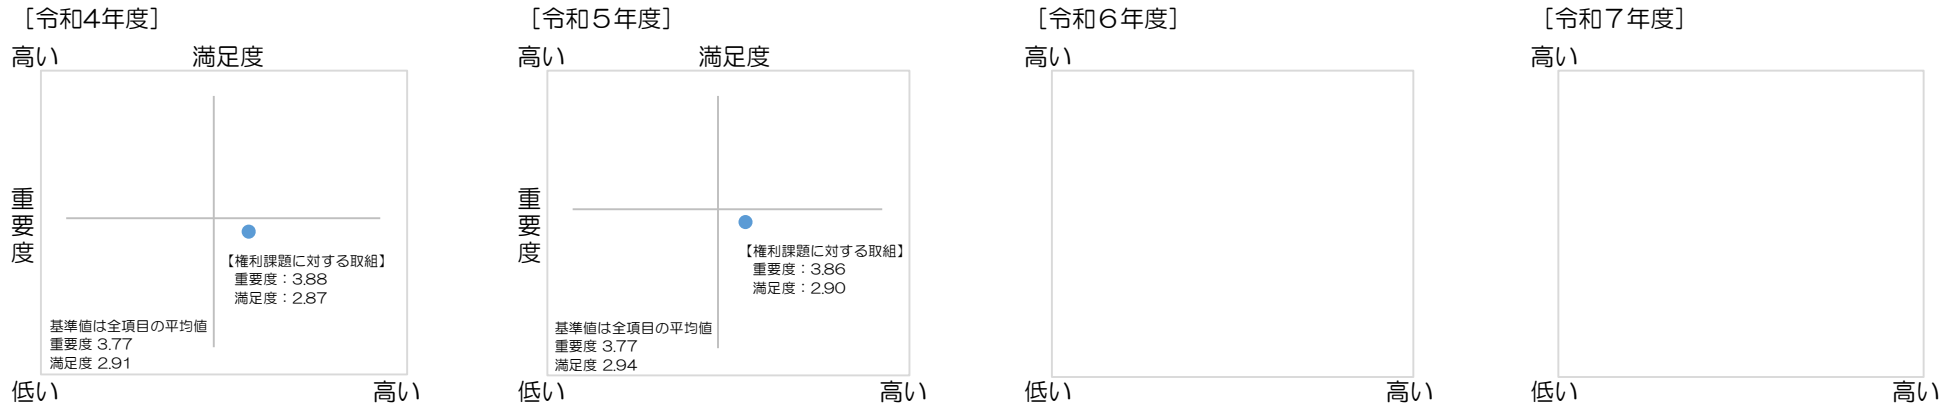 ［令和4年度］
高い
満足度
重要度
【権利課題に対する取組】
重要度：3.88
満足度：2.87
基準値は全項目の平均値
重要度 3.77
満足度 2.91
低い
高い
［令和５年度］
高い
満足度
重要度
【権利課題に対する取組】
重要度：3.86
満足度：2.90
基準値は全項目の平均値
重要度 3.77
満足度 2.94
低い
高い
［令和６年度］
高い
低い
高い
［令和７年度］
高い
低い
高い